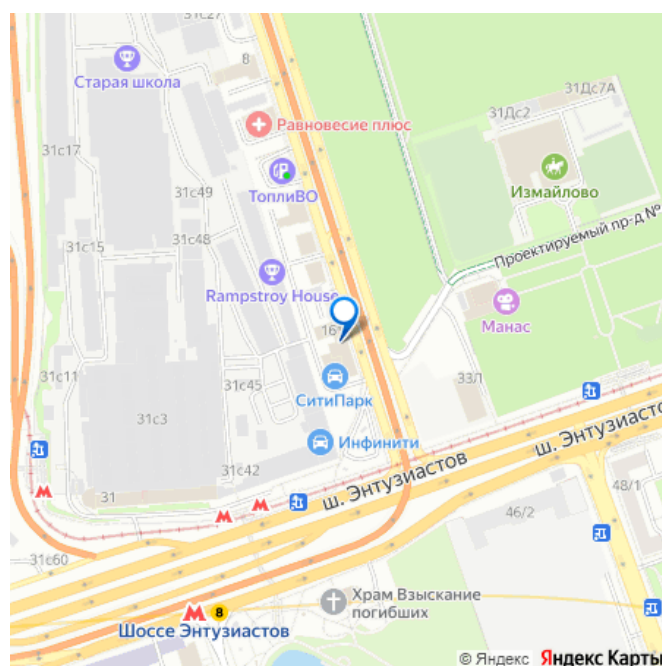 31с27
Старая школа
8
31с17
Равновесие плюс
31Дс7А
31Дс2
Измайлово
ТоплиВО
31с49
31с48
31с15
Проектируемый пр-д №
Rampstroy House
Манас
31с11
31с45
СитиПарк
33Л
31с3
Инфинити
ш. Энтузиастов
ш. Энтузиастов
31с42
31
48/1
46/2
31с60
8
Шоссе Энтузиастов
Храм Взыскание
погибших
© Яндекс Яндекс Карты